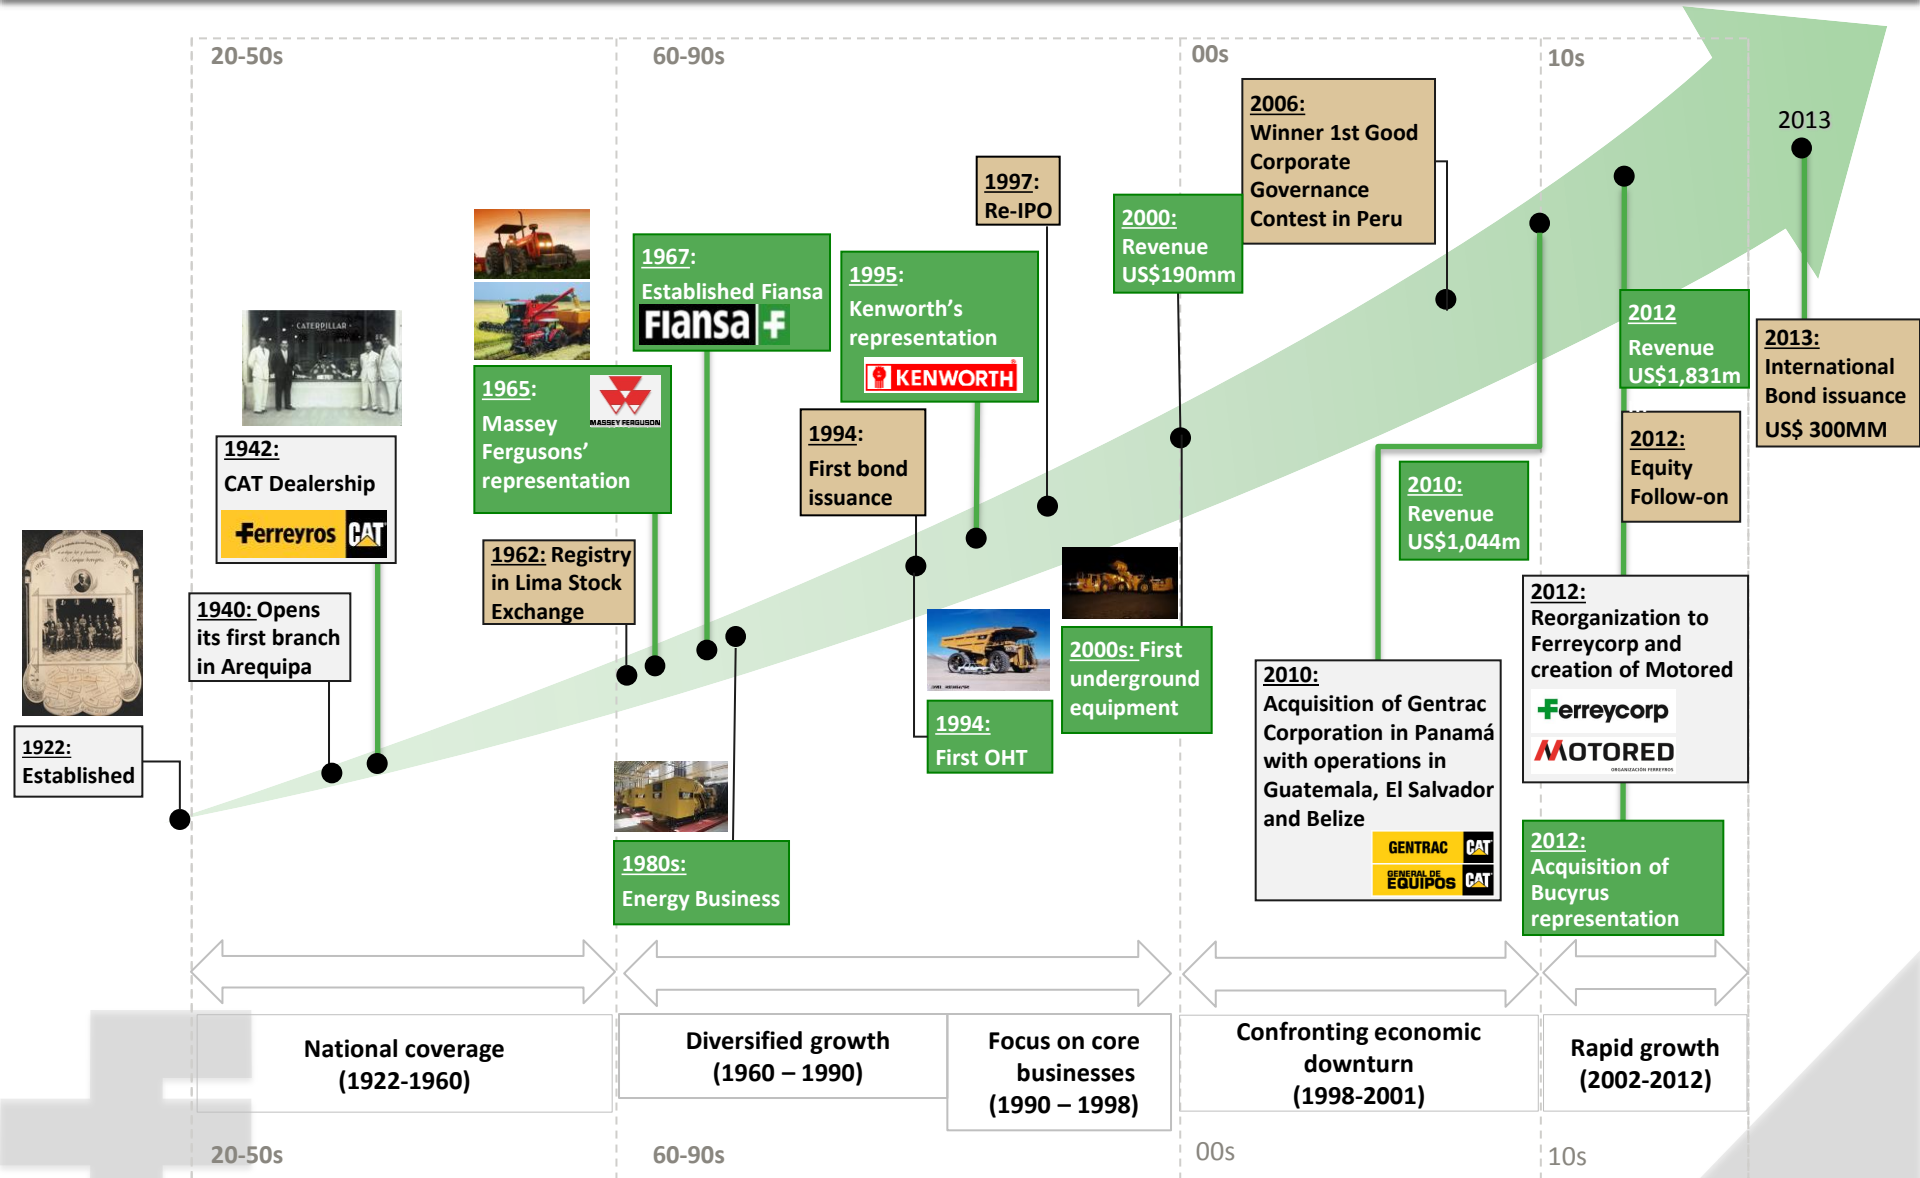 20-50s
60-90s
00s
10s
2013
2006:
Winner 1st Good
Corporate
Governance
Contest in Peru
1997:
Re-IPO
2000:
Revenue
US$190mm
1967:
Established Fiansa
Fiansa
1995:
Kenworth's
representation
KENWORTH
2012
Revenue
US$1,831m
2013:
International
Bond issuance
US$ 300MM
CATERPILLAR
1965:
Massey
Fergusons'
representation
MASSEY FERGUSON
1994:
First bond
issuance
2012:
Equity
Follow-on
1942:
CAT Dealership
Ferreyros CAT
2010:
Revenue
US$1,044m
1962: Registry
in Lima Stock
Exchange
1940: Opens
its first branch
in Arequipa
2012:
Reorganization to
Ferreycorp and
creation of Motored
Ferreycorp
MOTORED
ORGANIZACIÓN FERREYROS
2000s: First
underground
equipment
2010:
Acquisition of Gentrac
Corporation in Panamá
with operations in
Guatemala, El Salvador
and Belize
GENTRAC CAT
GENERAL DE
EQUIPOS CAT
1994:
First OHT
1922:
Established
1980s:
Energy Business
2012:
Acquisition of
Bucyrus
representation
National coverage
(1922-1960)
Diversified growth
(1960 – 1990)
Focus on core
businesses
(1990 – 1998)
Confronting economic
downturn
(1998-2001)
Rapid growth
(2002-2012)
20-50s
60-90s
00s
10s